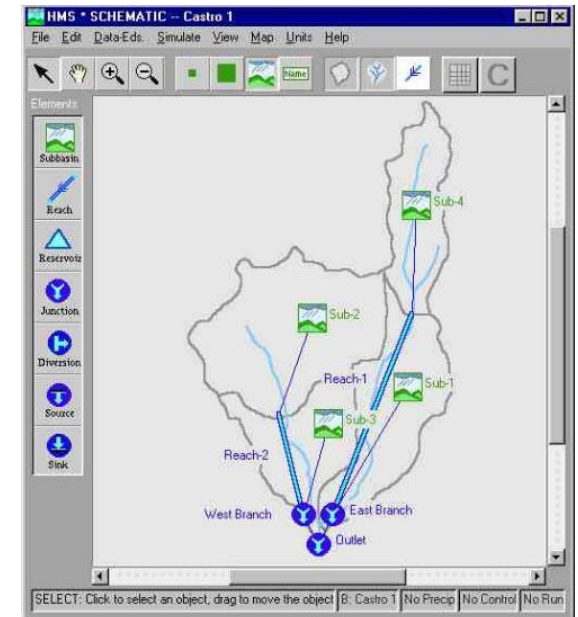 HMS * SCHEMATIC -- Castro 1
File Edit Data-Eds. Simulate View Map Units Help
Name
C
Elements
Subbasin
Reach
Reservoir
Junction
Diversion
Source
Sink
Sub-4
Sub-2
Reach-1
Sub-1
Sub-3
Reach-2
West Branch
East Branch
Outlet
SELECT: Click to select an object, drag to move the object B: Castro 1 No Precip No Control No Run